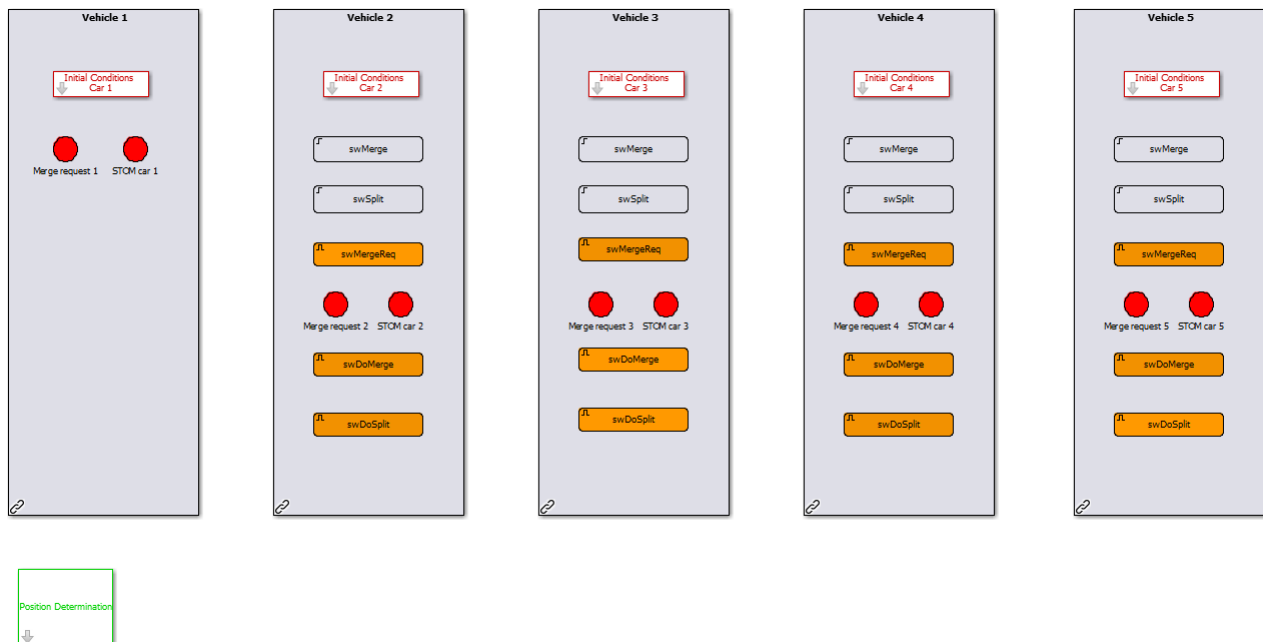 Vehicle 1
Initial Conditions
Car 1
Merge request 1
STOM car 1
Vehicle 2
Initial Conditions
Car 2
swMerge
swSplit
swMergeReq
Merge request 2
STOM car 2
swDoMerge
swDoSplit
Vehicle 3
Initial Conditions
Car 3
swMerge
swSplit
swMergeReq
Merge request 3
STOM car 3
swDoMerge
swDoSplit
Vehicle 4
Initial Conditions
Car 4
swMerge
swSplit
swMergeReq
Merge request 4
STOM car 4
swDoMerge
swDoSplit
Vehicle 5
Initial Conditions
Car 5
swMerge
swSplit
swMergeReq
Merge request 5
STOM car 5
swDoMerge
swDoSplit
Position Determination